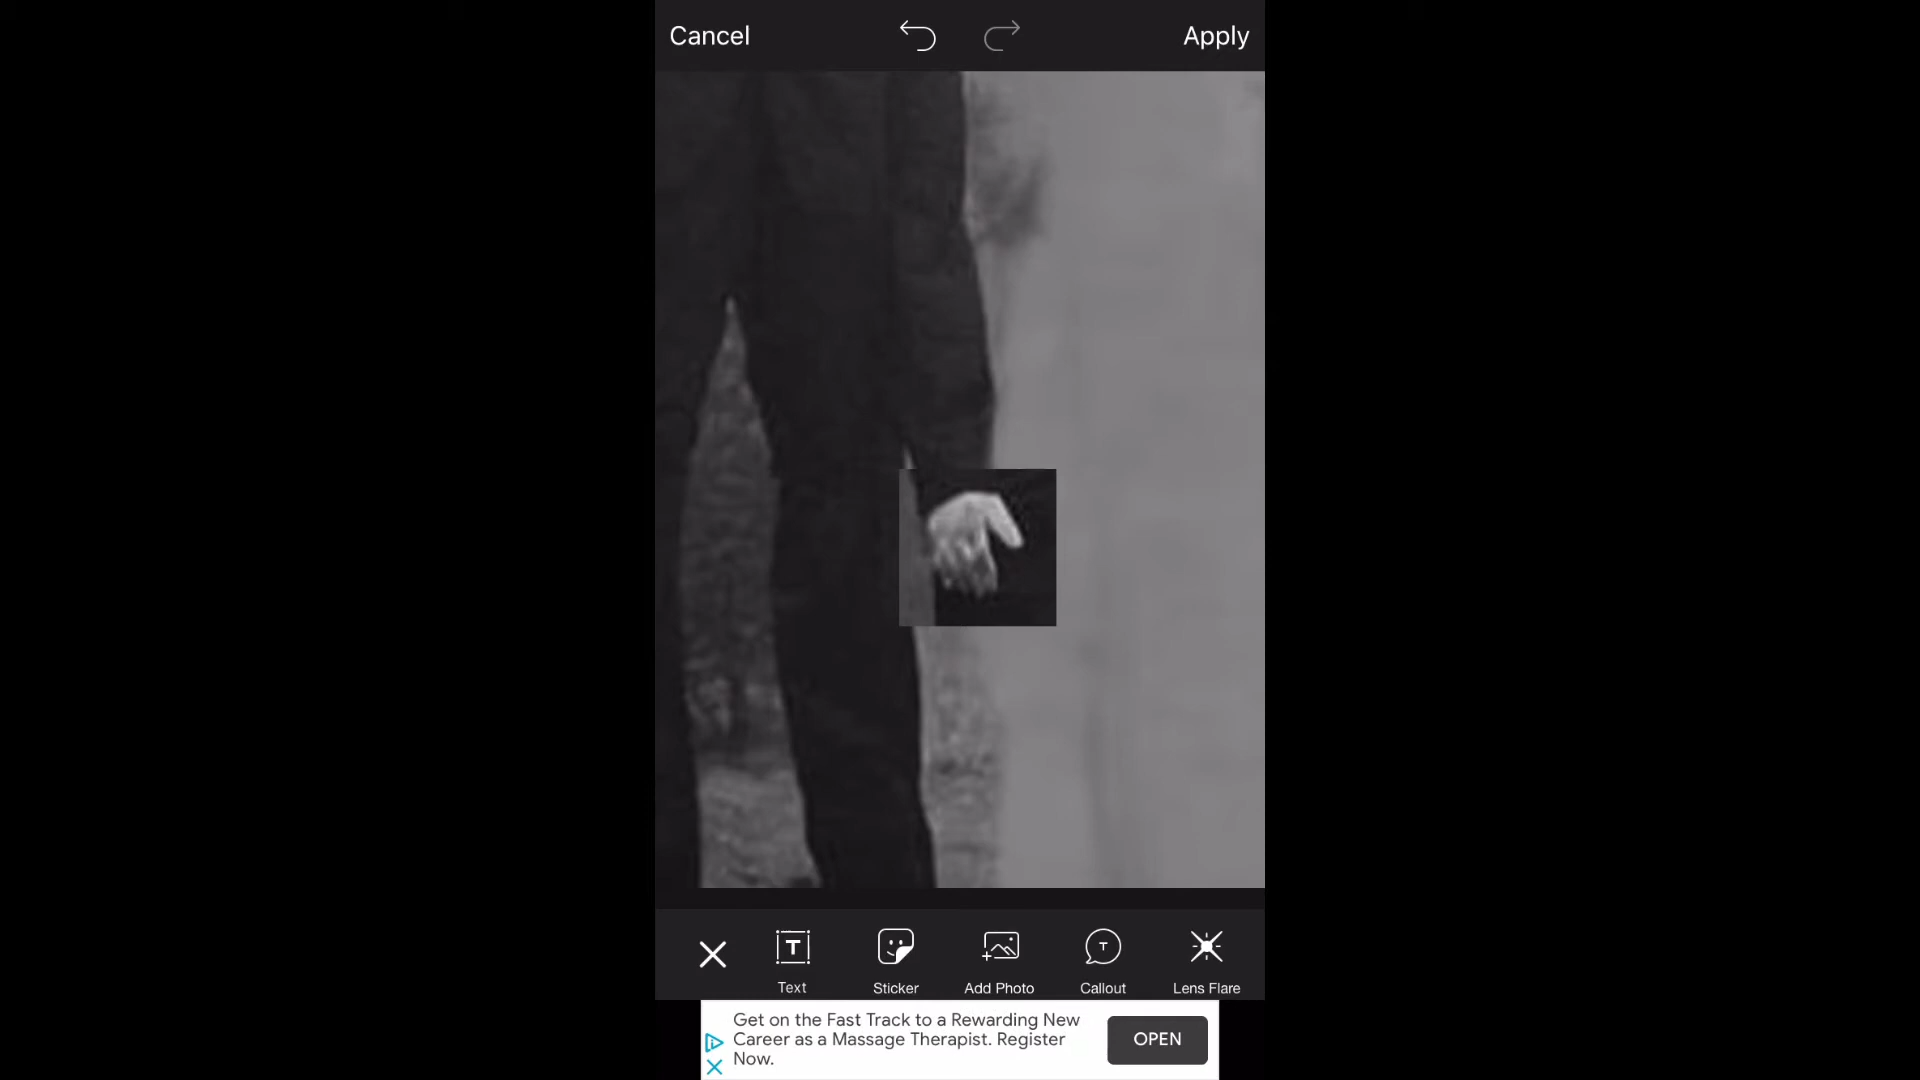 Cancel
Apply
T
T
Text
Sticker
Add Photo
Callout
Lens Flare
Get on the Fast Track to a Rewarding New
Career as a Massage Therapist. Register
Now.
OPEN